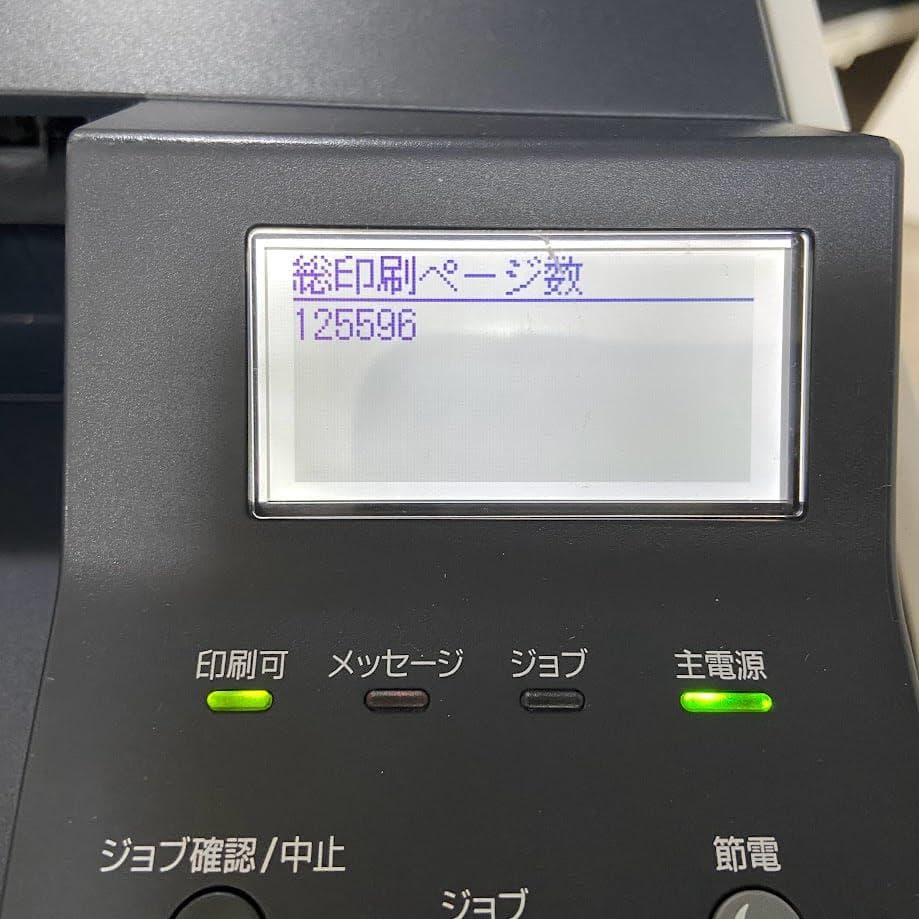 総印刷ページ数
125596
印刷可 メッセージ ジョブ 主電源
ジョブ確認/中止 節電
ジョブ